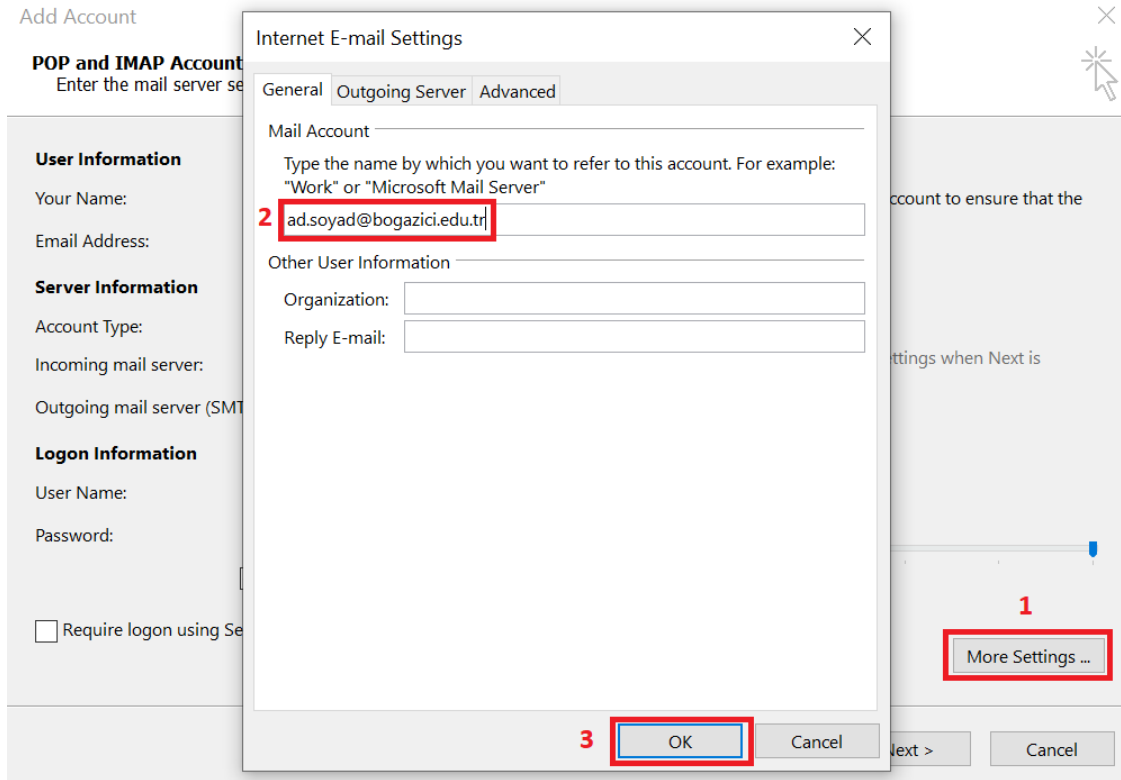 Add Account
POP and IMAP Account
Enter the mail server se
User Information
Your Name:
Email Address:
Server Information
Account Type:
Incoming mail server:
Outgoing mail server (SMT
Logon Information
User Name:
Password:
Require logon using Se
Internet E-mail Settings
General Outgoing Server Advanced
Mail Account
Type the name by which you want to refer to this account. For example:
"Work" or "Microsoft Mail Server"
2 ad.soyad@bogazici.edu.tr
Other User Information
Organization:
Reply E-mail:
3 OK Cancel
ccount to ensure that the
ttings when Next is
1
More Settings ...
Next > Cancel